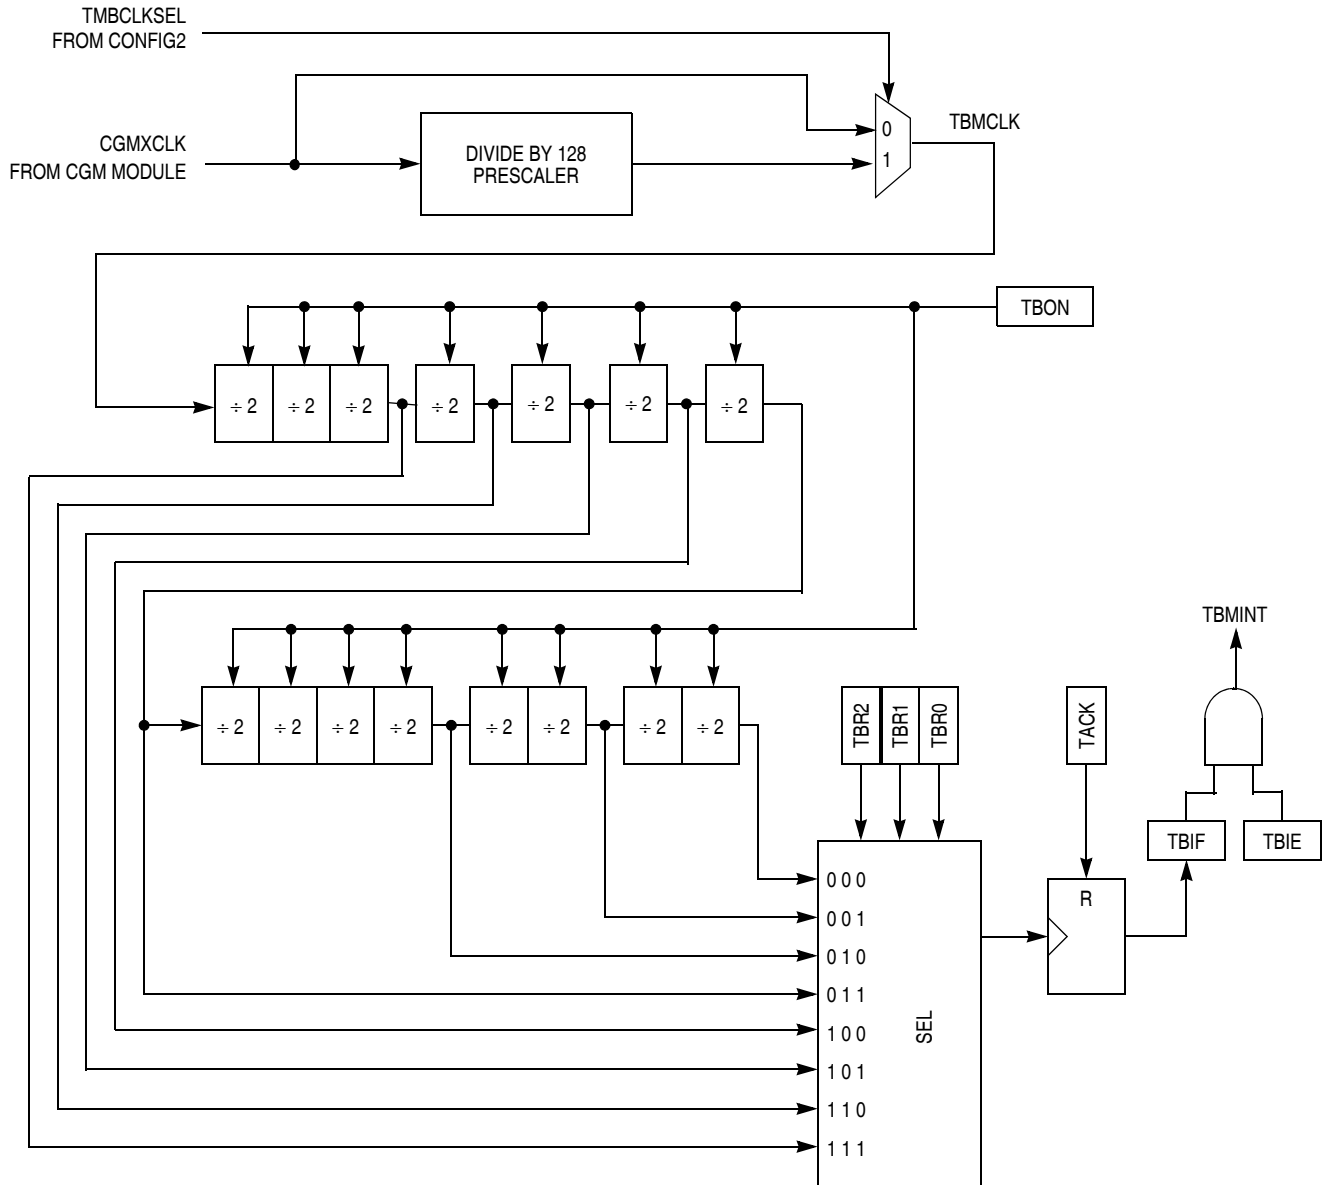 TMBCLKSEL
FROM CONFIG2
CGMXCLK
FROM CGM MODULE
DIVIDE BY 128
PRESCALER
0
1
TBMCLK
TBON
÷ 2
÷ 2
÷ 2
÷ 2
÷ 2
÷ 2
÷ 2
TBMINT
÷ 2
÷ 2
÷ 2
÷ 2
÷ 2
÷ 2
÷ 2
÷ 2
TBR2
TBR1
TBR0
TACK
TBIF
TBIE
R
0 0 0
0 0 1
0 1 0
0 1 1
1 0 0
1 0 1
1 1 0
1 1 1
SEL